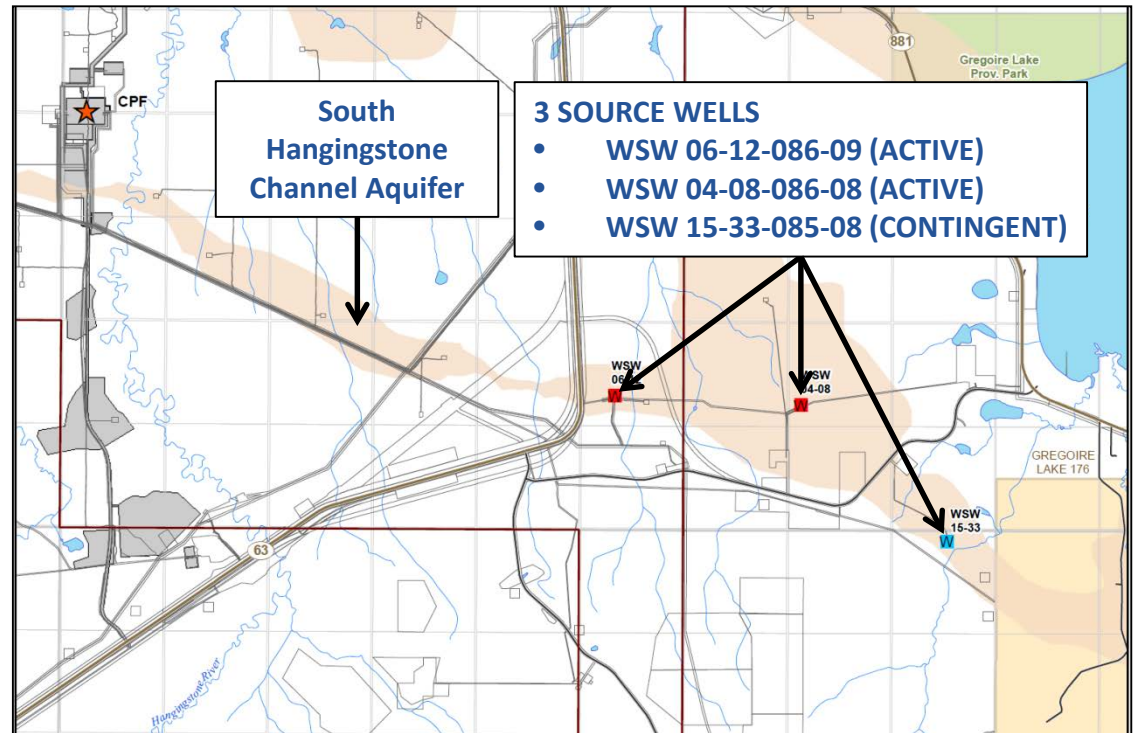 881
Gregoire Lake
Prov. Park
CPF
South
Hangingstone
Channel Aquifer
3 SOURCE WELLS
• WSW 06-12-086-09 (ACTIVE)
• WSW 04-08-086-08 (ACTIVE)
• WSW 15-33-085-08 (CONTINGENT)
WSW
06-12
W
WSW
04-08
W
GREGOIRE
LAKE 176
WSW
15-33
W
63
Hangingstone River